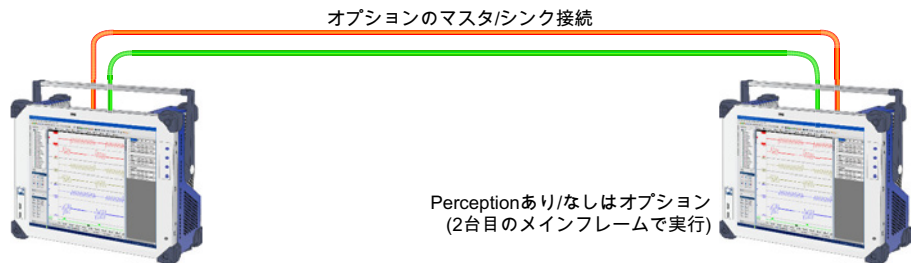 オプションのマスタ/シンク接続
Perceptionあり/なしはオプション
(2台目のメインフレームで実行)